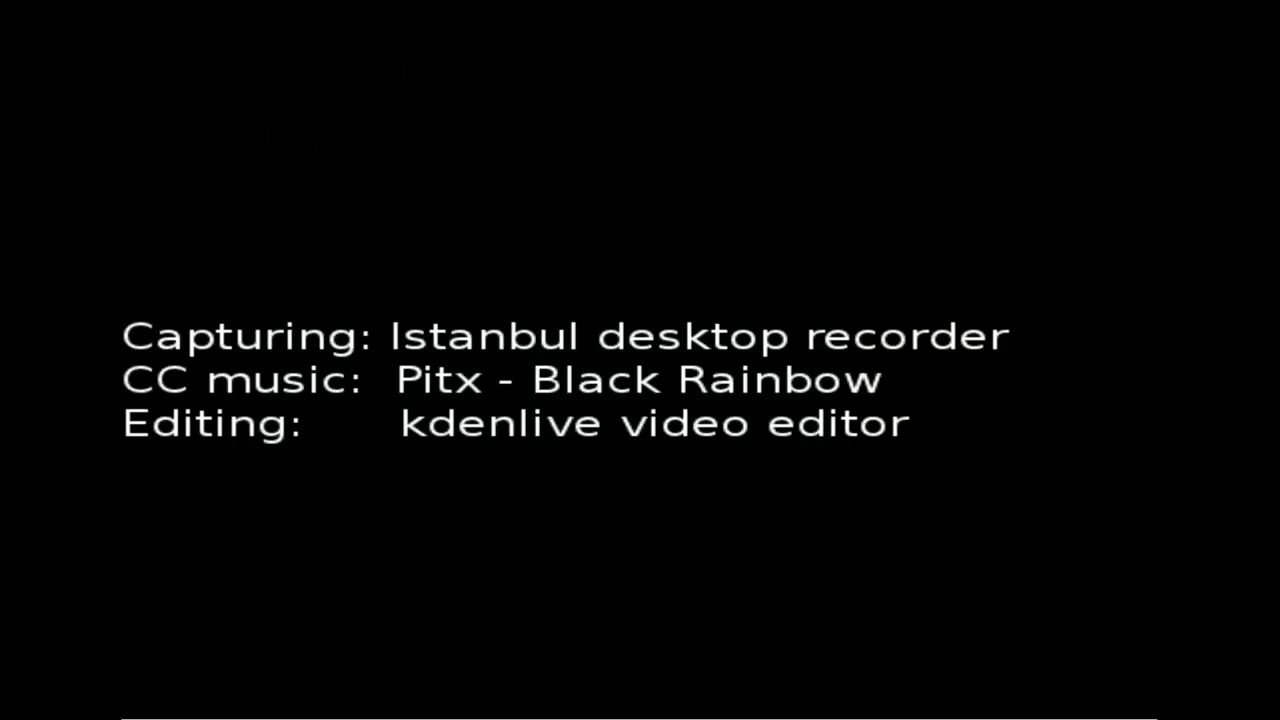 Capturing: Istanbul desktop recorder
CC music: Pitx - Black Rainbow
Editing: kdenlive video editor